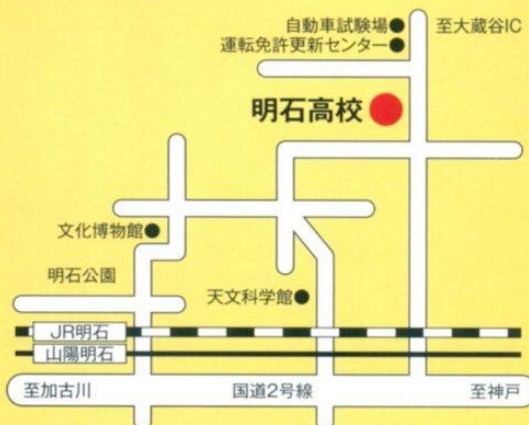 自動車試験場
至大蔵谷IC
運転免許更新センター
明石高校
文化博物館
明石公園
天文科学館
JR明石
山陽明石
至加古川
国道2号線
至神戸